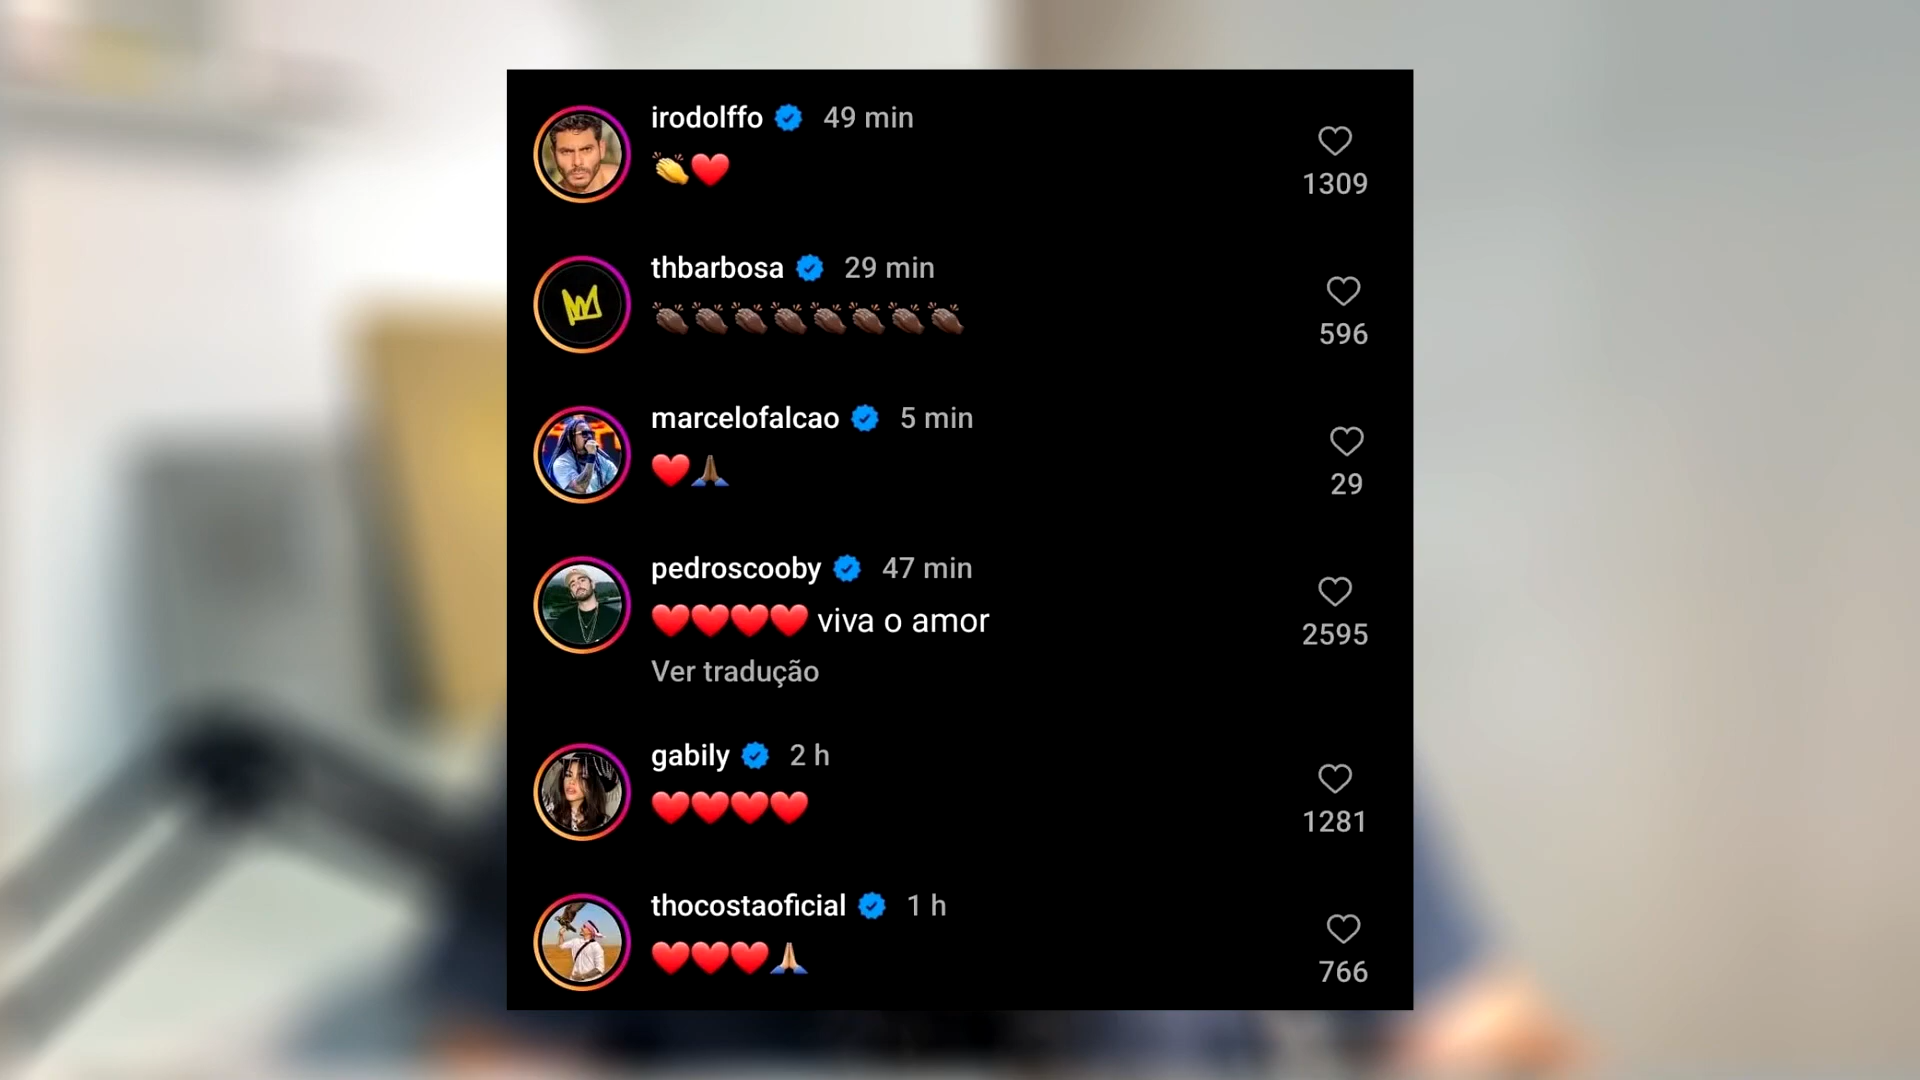 irodolffo 49 min
👏❤️
1309
thbarbosa 29 min
👏🏿👏🏿👏🏿👏🏿👏🏿👏🏿👏🏿👏🏿
596
marcelofalcao 5 min
❤️🙏🏾
29
pedroscooby 47 min
❤️❤️❤️❤️ viva o amor
2595
Ver tradução
gabily 2 h
❤️❤️❤️❤️
1281
thocostaoficial 1 h
❤️❤️❤️🙏🏼
766